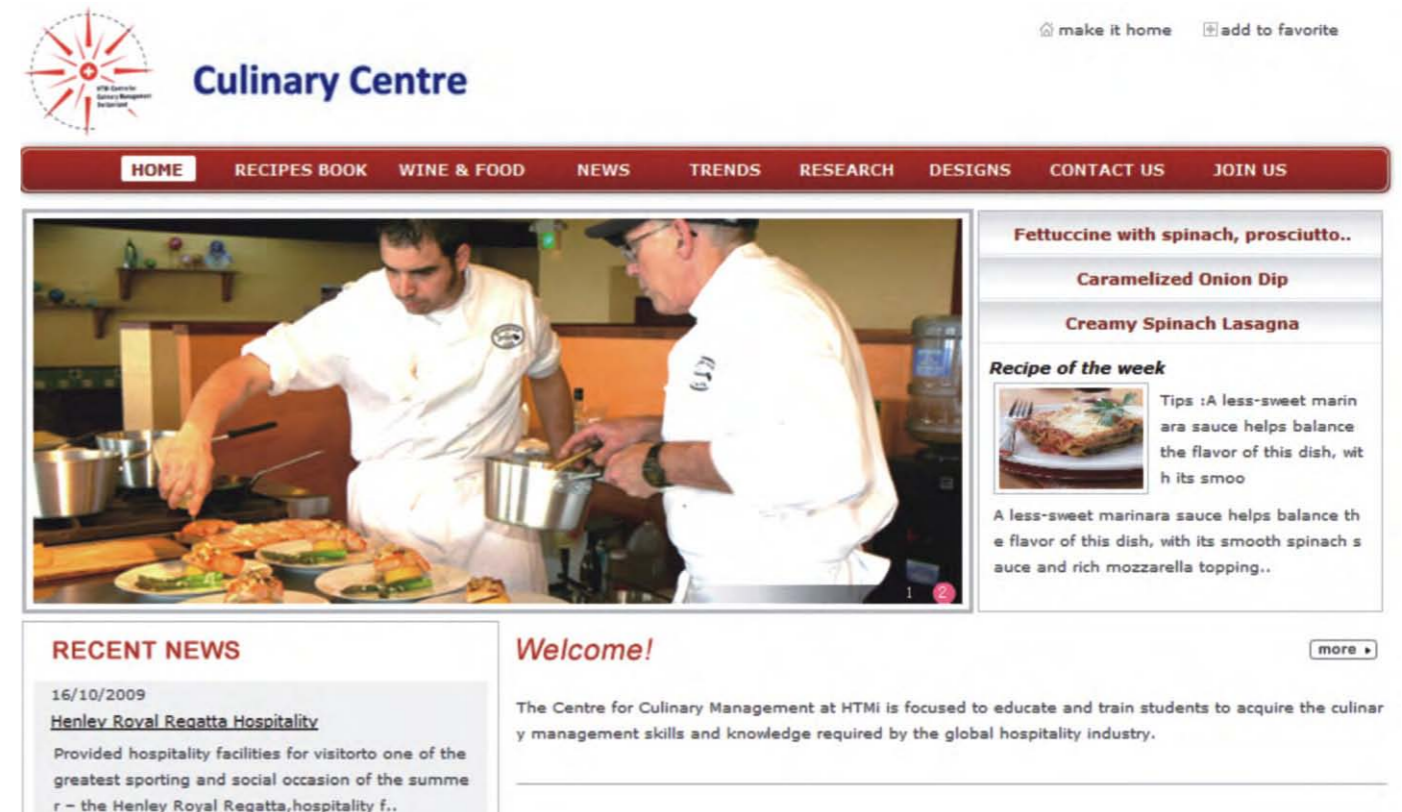 make it home
add to favorite
HTMi Centre for
Culinary Management
Switzerland
Culinary Centre
HOME RECIPES BOOK WINE & FOOD NEWS TRENDS RESEARCH DESIGNS CONTACT US JOIN US
Fettuccine with spinach, prosciutto..
Caramelized Onion Dip
Creamy Spinach Lasagna
Recipe of the week
Tips :A less-sweet marin
ara sauce helps balance
the flavor of this dish, wit
h its smoo
A less-sweet marinara sauce helps balance th
e flavor of this dish, with its smooth spinach s
auce and rich mozzarella topping..
1 2
RECENT NEWS
16/10/2009
Henley Royal Regatta Hospitality
Provided hospitality facilities for visitorto one of the
greatest sporting and social occasion of the summe
r – the Henley Royal Regatta,hospitality f..
Welcome!
more
The Centre for Culinary Management at HTMi is focused to educate and train students to acquire the culinar
y management skills and knowledge required by the global hospitality industry.